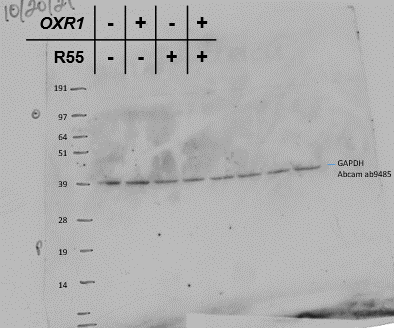 10/20/21
OXR1 - + - +
R55 - - + +
191
97
64
51
GAPDH
Abcam ab9485
39
28
19
14